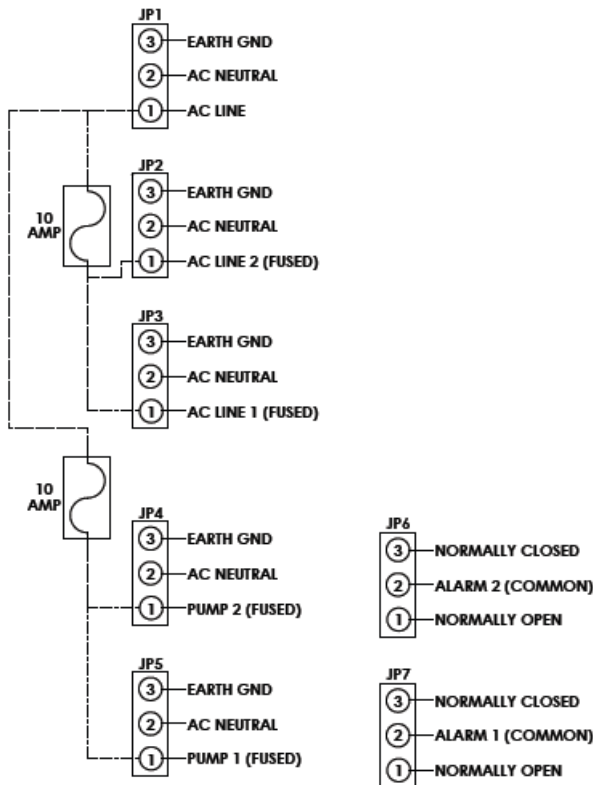 JP1
3 EARTH GND
2 AC NEUTRAL
1 AC LINE
10
AMP
JP2
3 EARTH GND
2 AC NEUTRAL
1 AC LINE 2 (FUSED)
JP3
3 EARTH GND
2 AC NEUTRAL
1 AC LINE 1 (FUSED)
10
AMP
JP4
3 EARTH GND
2 AC NEUTRAL
1 PUMP 2 (FUSED)
JP5
3 EARTH GND
2 AC NEUTRAL
1 PUMP 1 (FUSED)
JP6
3 NORMALLY CLOSED
2 ALARM 2 (COMMON)
1 NORMALLY OPEN
JP7
3 NORMALLY CLOSED
2 ALARM 1 (COMMON)
1 NORMALLY OPEN